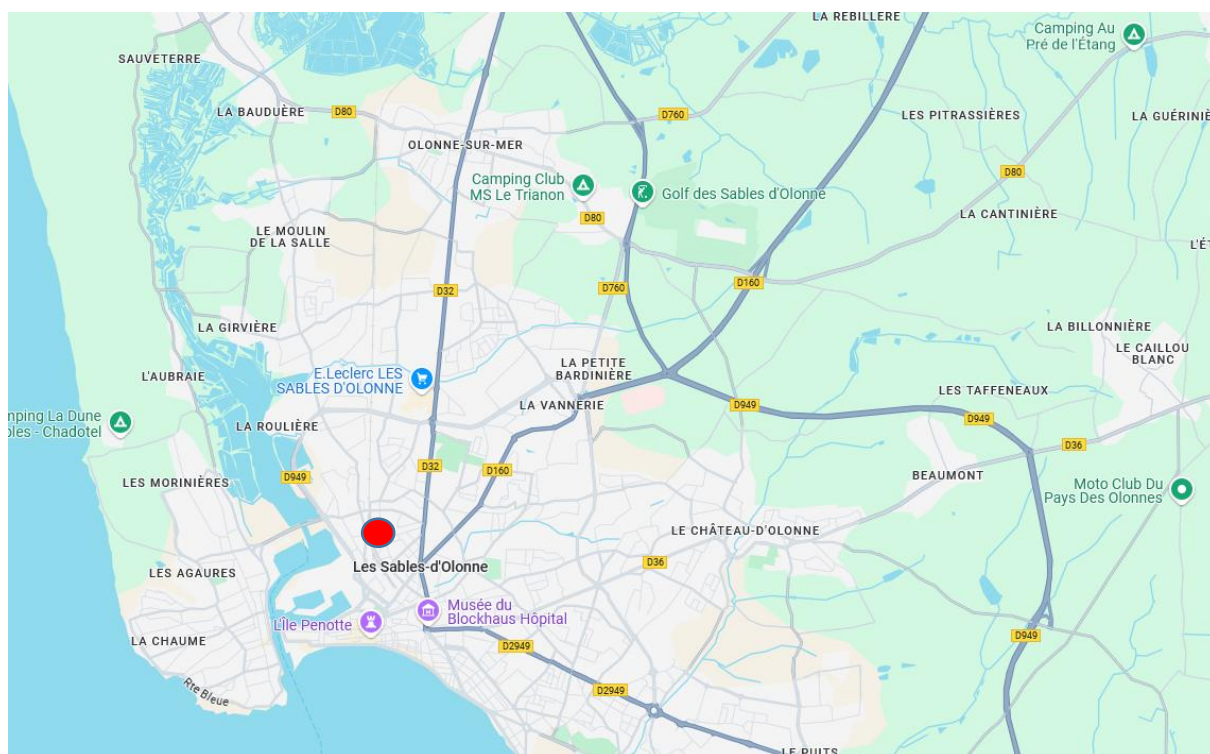 LA REBILLÈRE
Camping Au
Pré de l'Étang
SAUVETERRE
LA BAUDUÈRE
D80
D760
LES PITRASSIÈRES
LA GUÉRINIÈ
OLONNE-SUR-MER
Camping Club
MS Le Trianon
Golf des Sables d'Olonne
D80
D80
LA CANTINIÈRE
LE MOULIN
DE LA SALLE
L'ÉT
D32
D760
D160
LA GIRVIÈRE
LA BILLONNIÈRE
LE CAILLOU
BLANC
LA PETITE
BARDINIÈRE
E.Leclerc LES
SABLES D'OLONNE
L'AUBRAIE
LES TAFFENEAUX
LA VANNERIE
D949
D949
mping La Dune
bles - Chadotel
LA ROULIÈRE
D36
D32
D160
D949
BEAUMONT
LES MORINIÈRES
Moto Club Du
Pays Des Olonnes
LE CHÂTEAU-D'OLONNE
Les Sables-d'Olonne
D36
LES AGAURES
Musée du
Blockhaus Hôpital
L'Île Penotte
LA CHAUME
D949
D2949
Rte Bleue
D2949
LE PUITS